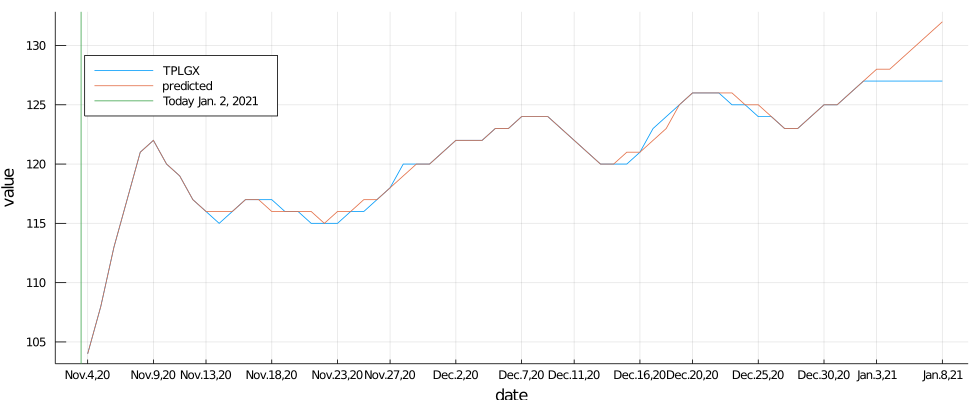 130
125
120
115
110
105
value
TPLGX
predicted
Today Jan. 2, 2021
Nov.4,20 Nov.9,20 Nov.13,20 Nov.18,20 Nov.23,20 Nov.27,20 Dec.2,20 Dec.7,20 Dec.11,20 Dec.16,20 Dec.20,20 Dec.25,20 Dec.30,20 Jan.3,21 Jan.8,21
date